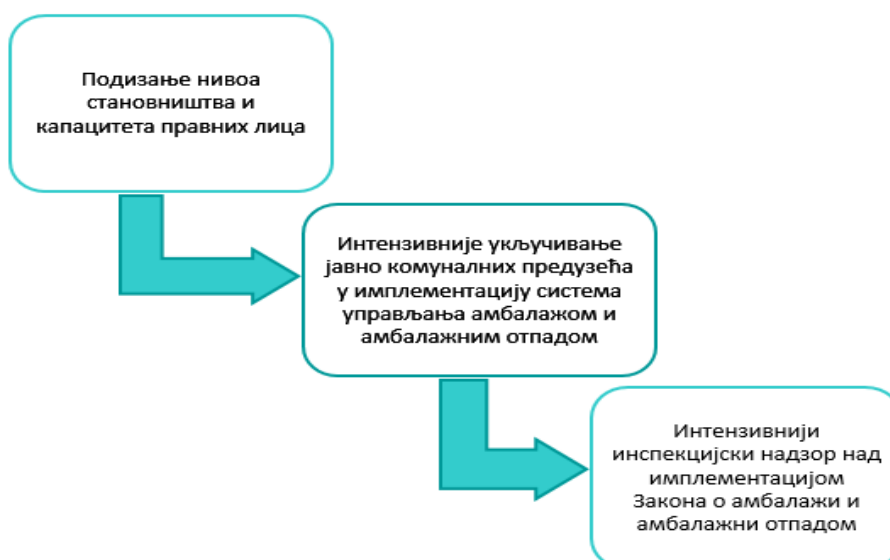 Подизање нивоа
становништва и
капацитета правних лица
Интензивније укључивање
јавно комуналних предузећа
у имплементацију система
управљања амбалажом и
амбалажним отпадом
Интензивнији
инспекцијски надзор над
имплементацијом
Закона о амбалажи и
амбалажни отпадом